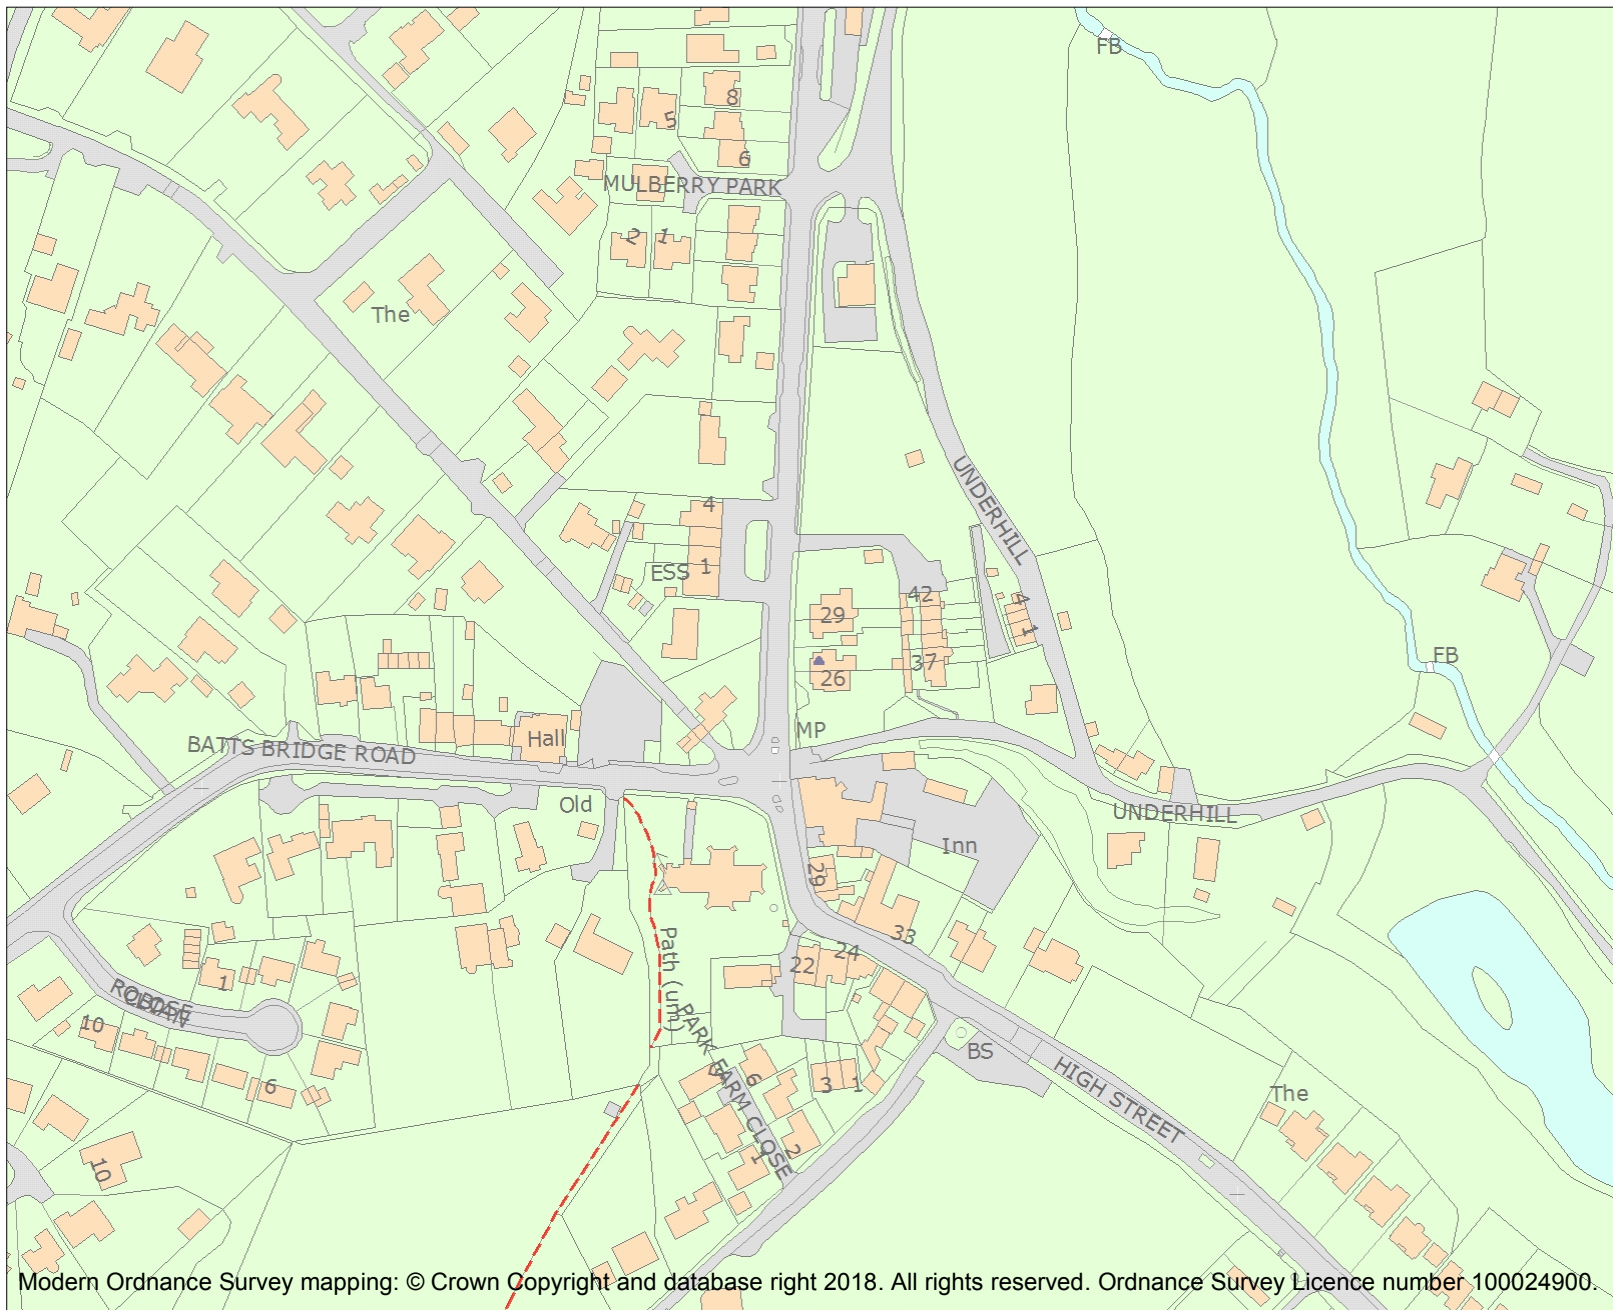 FB
8
5
6
MULBERRY PARK
2
1
The
UNDERHILL
4
ESS
1
42
29
4
1
37
26
FB
MP
BATTS BRIDGE ROAD
Hall
Old
UNDERHILL
Inn
29
33
24
22
Path (um)
1
10
6
PARK FARM CLOSE
6
3
1
BS
HIGH STREET
The
2
1
10
Modern Ordnance Survey mapping: © Crown Copyright and database right 2018. All rights reserved. Ordnance Survey Licence number 100024900.